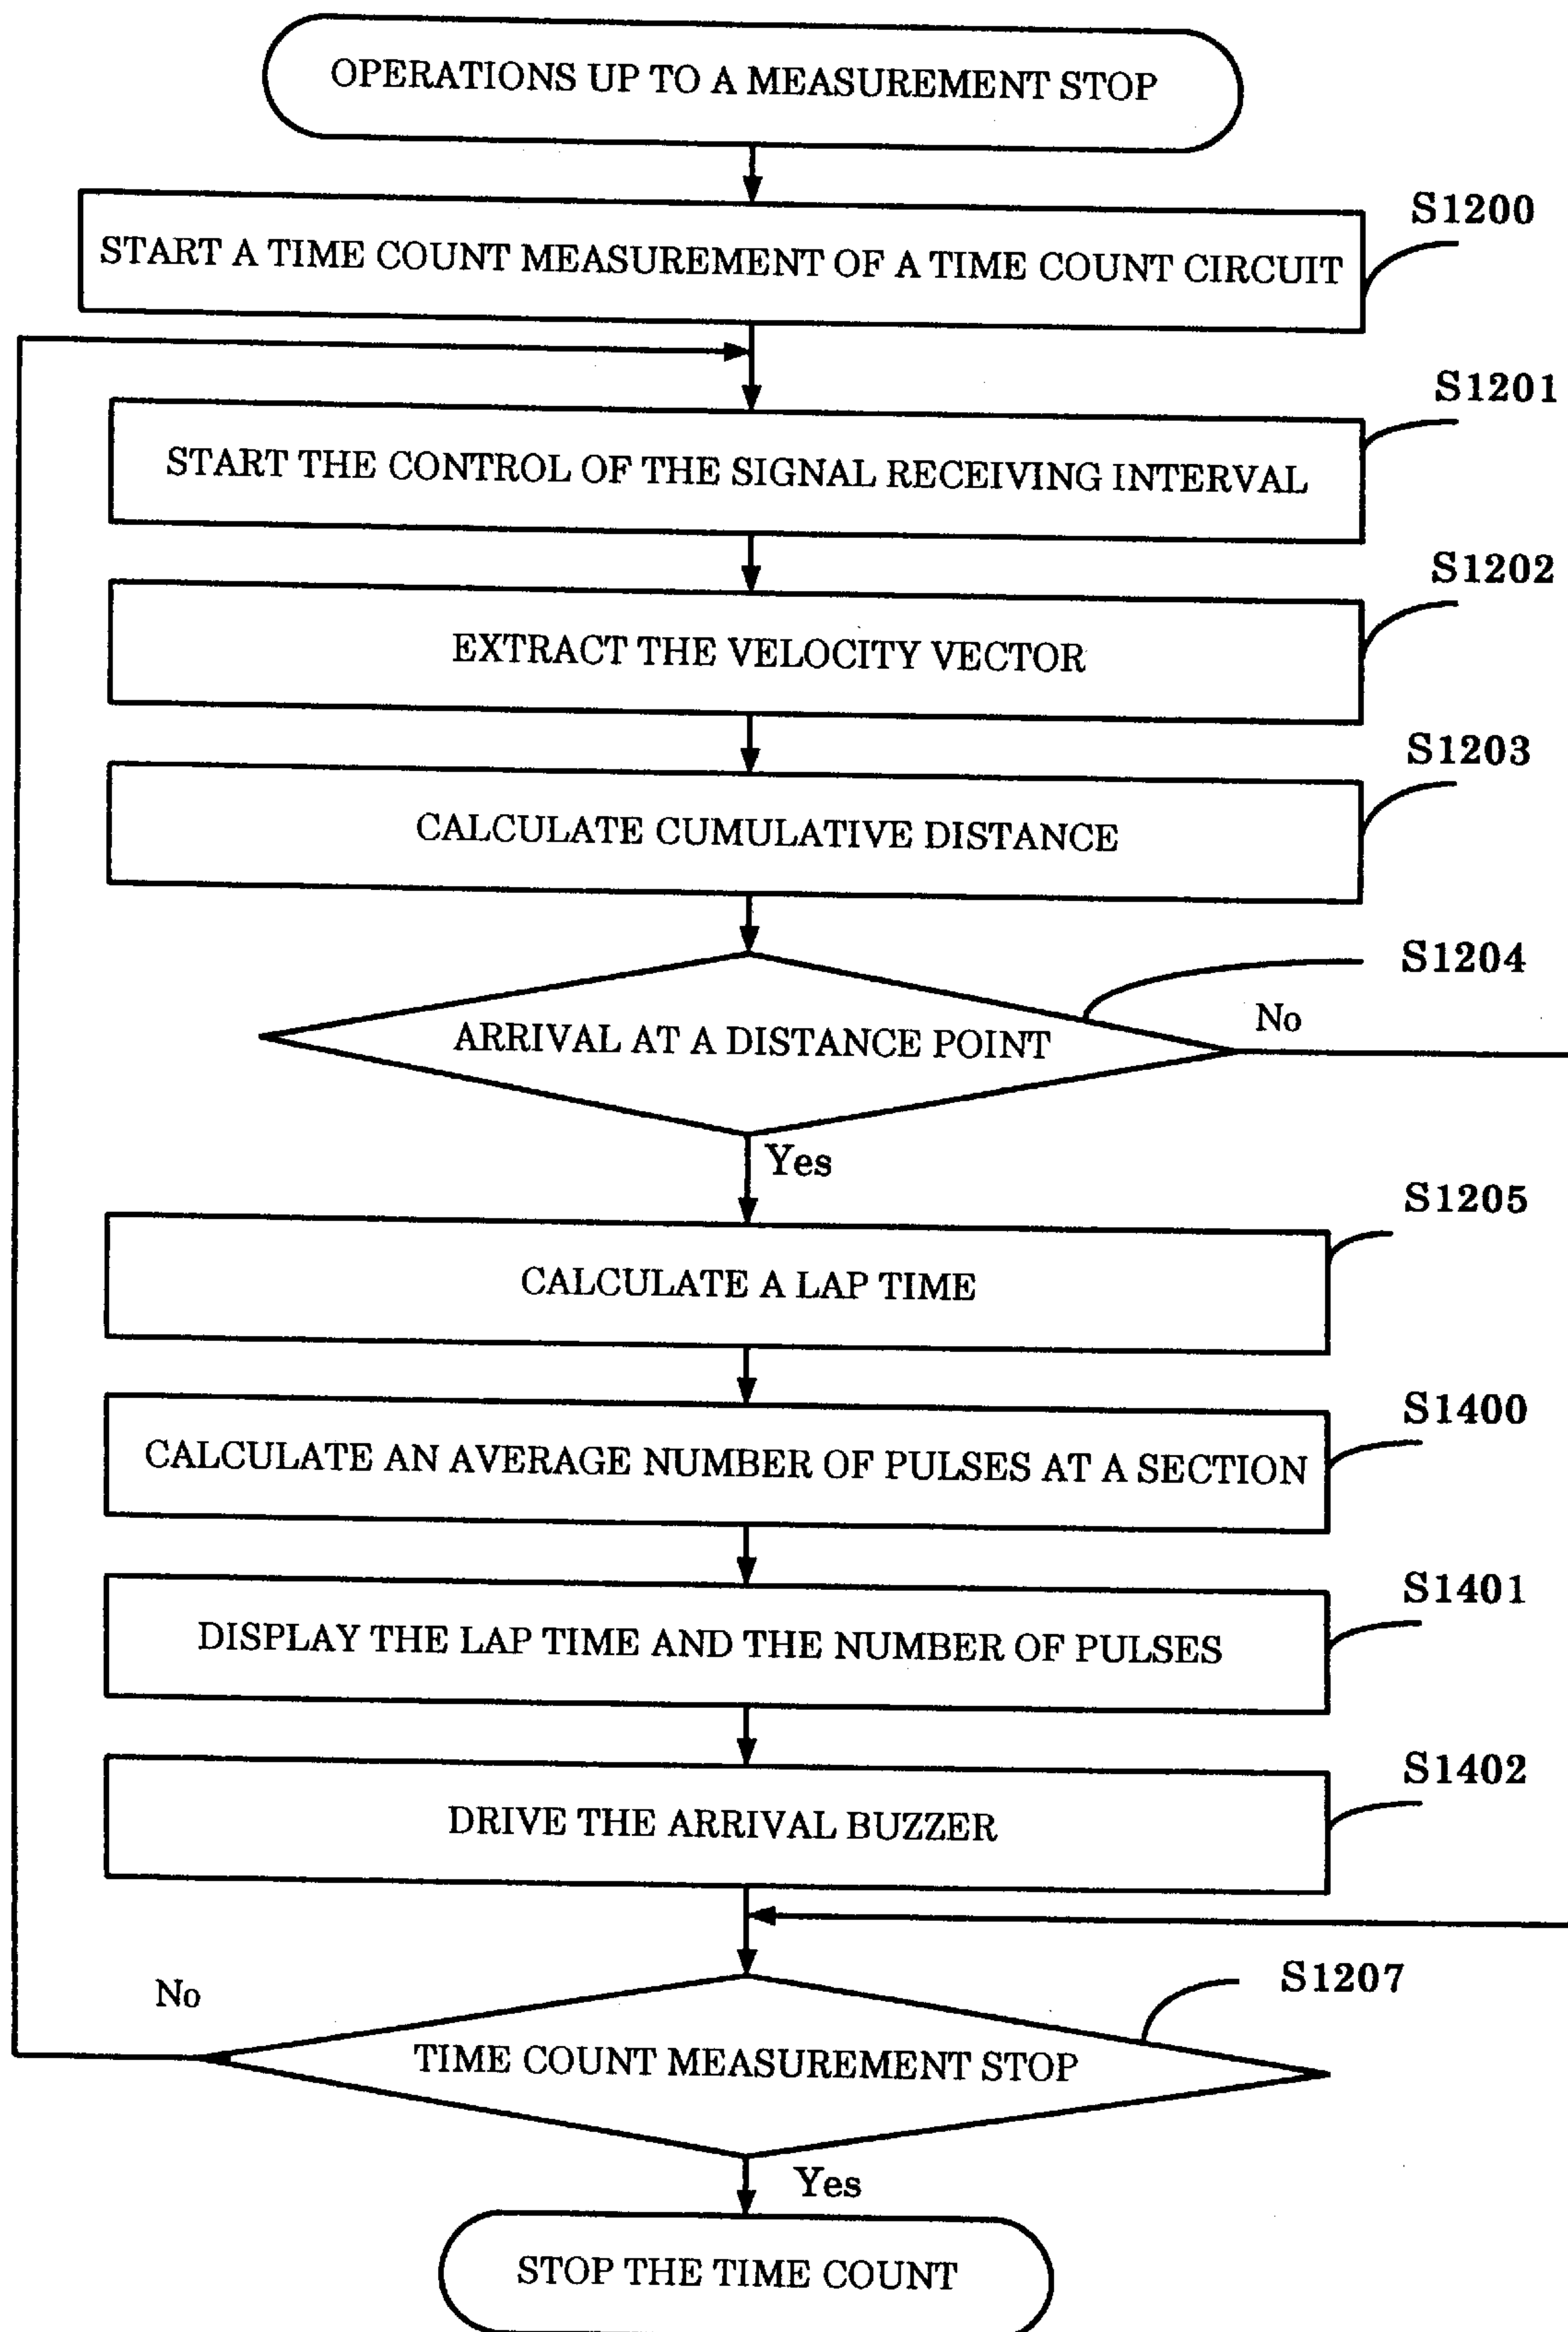 OPERATIONS UP TO A MEASUREMENT STOP
S1200
START A TIME COUNT MEASUREMENT OF A TIME COUNT CIRCUIT
S1201
START THE CONTROL OF THE SIGNAL RECEIVING INTERVAL
S1202
EXTRACT THE VELOCITY VECTOR
S1203
CALCULATE CUMULATIVE DISTANCE
S1204
No
ARRIVAL AT A DISTANCE POINT
Yes
S1205
CALCULATE A LAP TIME
S1400
CALCULATE AN AVERAGE NUMBER OF PULSES AT A SECTION
S1401
DISPLAY THE LAP TIME AND THE NUMBER OF PULSES
S1402
DRIVE THE ARRIVAL BUZZER
S1207
No
TIME COUNT MEASUREMENT STOP
Yes
STOP THE TIME COUNT